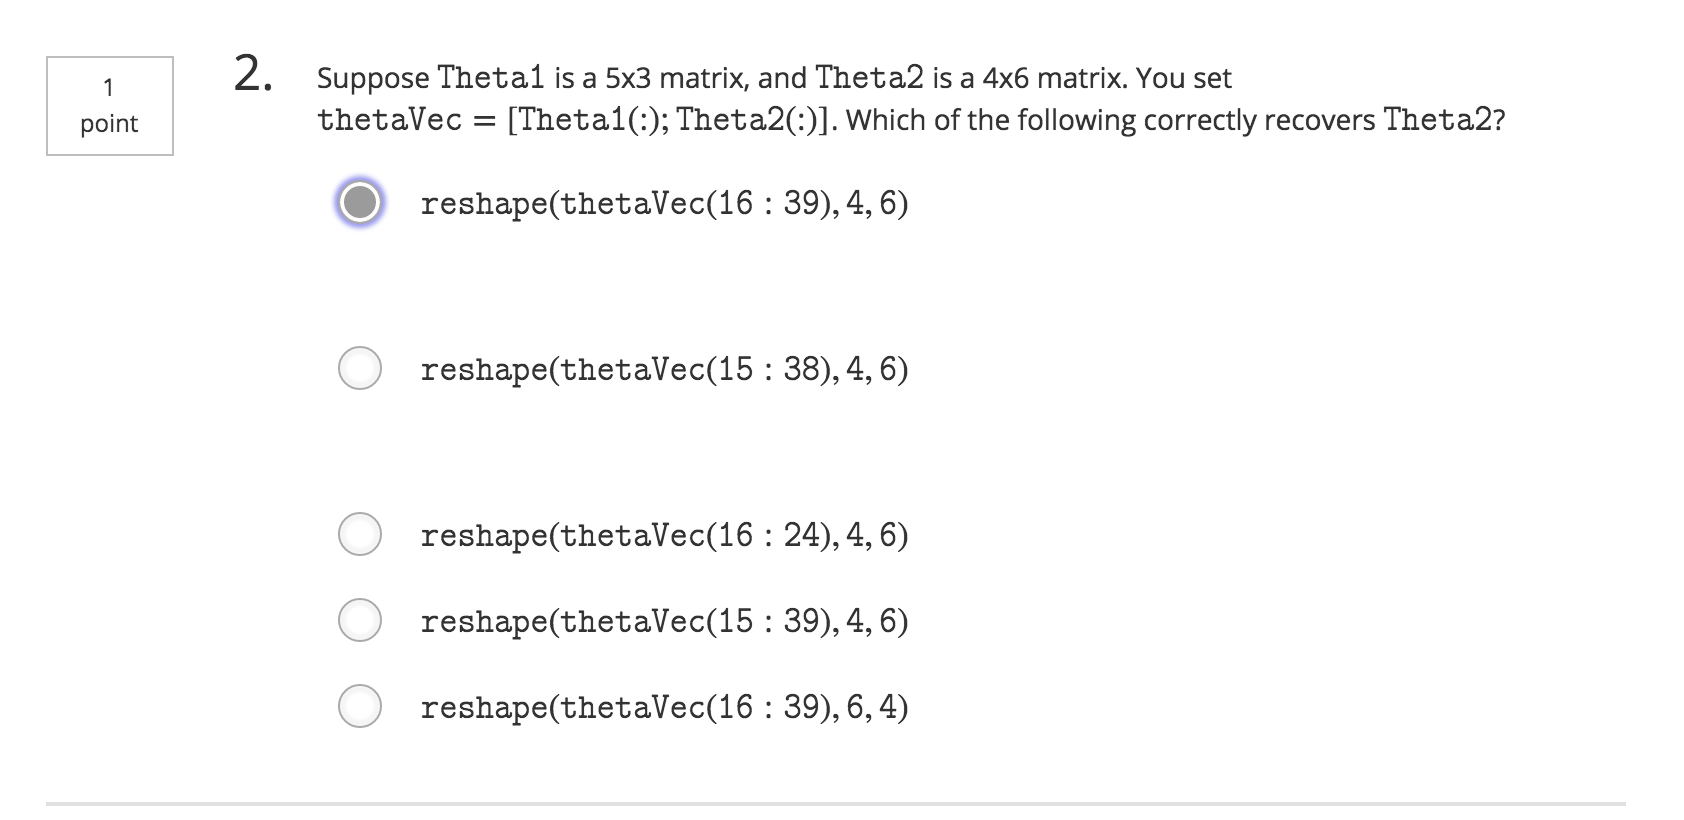 1
point
2.
Suppose Theta1 is a 5x3 matrix, and Theta2 is a 4x6 matrix. You set
thetaVec = [Theta1(:); Theta2(:)]. Which of the following correctly recovers Theta2?
reshape(thetaVec(16 : 39), 4, 6)
reshape(thetaVec(15 : 38), 4, 6)
reshape(thetaVec(16 : 24), 4, 6)
reshape(thetaVec(15 : 39), 4, 6)
reshape(thetaVec(16 : 39), 6, 4)